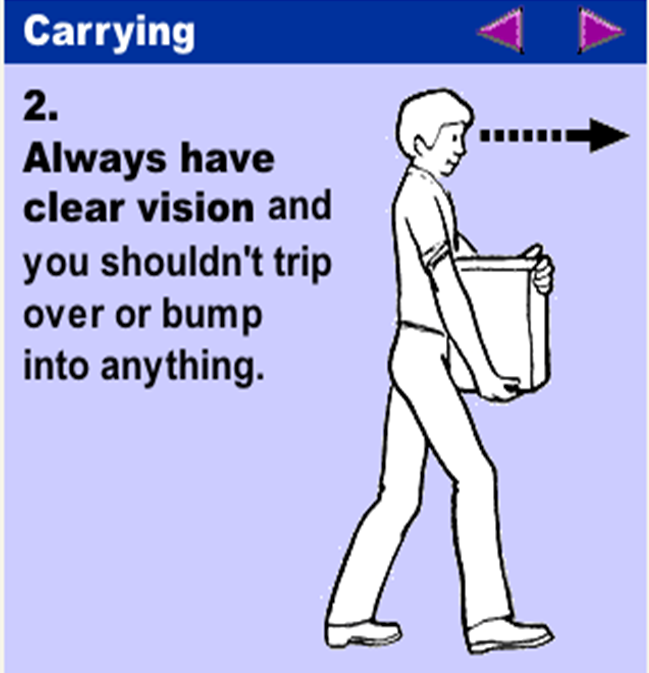 Carrying
2.
Always have
clear vision and
you shouldn't trip
over or bump
into anything.